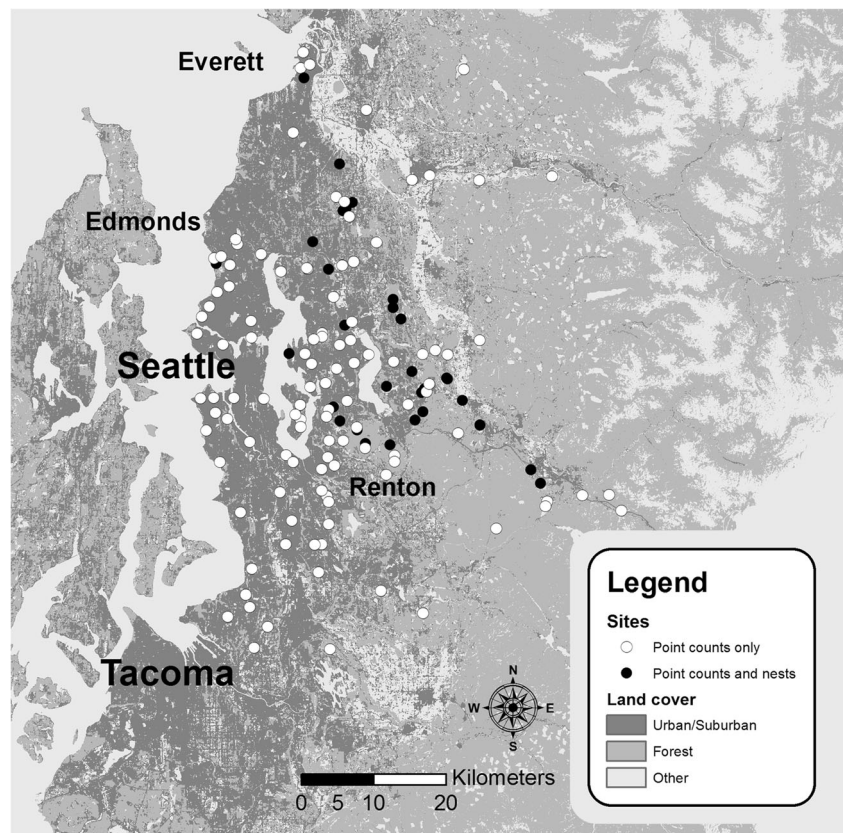 Everett
Edmonds
Seattle
Renton
Tacoma
Legend
Sites
Point counts only
Point counts and nests
Land cover
Urban/Suburban
Forest
Other
N
W E
S
Kilometers
0 5 10 20